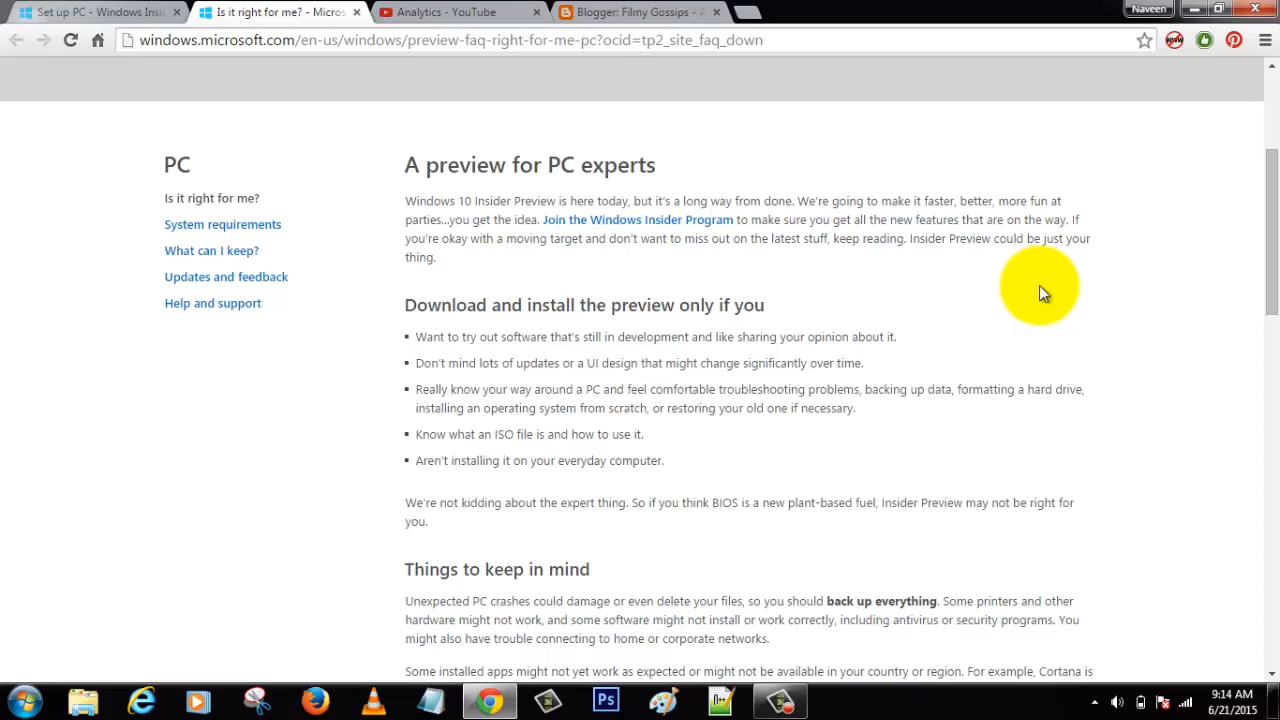 Set up PC - Windows Insi
Is it right for me? - Micros
Analytics - YouTube
Blogger: Filmy Gossips - A
Naveen
windows.microsoft.com/en-us/windows/preview-faq-right-for-me-pc?ocid=tp2_site_faq_down
PC
Is it right for me?
System requirements
What can I keep?
Updates and feedback
Help and support
A preview for PC experts
Windows 10 Insider Preview is here today, but it's a long way from done. We're going to make it faster, better, more fun at
parties...you get the idea. Join the Windows Insider Program to make sure you get all the new features that are on the way. If
you're okay with a moving target and don't want to miss out on the latest stuff, keep reading. Insider Preview could be just your
thing.
Download and install the preview only if you
Want to try out software that's still in development and like sharing your opinion about it.
Don't mind lots of updates or a UI design that might change significantly over time.
Really know your way around a PC and feel comfortable troubleshooting problems, backing up data, formatting a hard drive,
installing an operating system from scratch, or restoring your old one if necessary.
Know what an ISO file is and how to use it.
Aren't installing it on your everyday computer.
We're not kidding about the expert thing. So if you think BIOS is a new plant-based fuel, Insider Preview may not be right for
you.
Things to keep in mind
Unexpected PC crashes could damage or even delete your files, so you should back up everything. Some printers and other
hardware might not work, and some software might not install or work correctly, including antivirus or security programs. You
might also have trouble connecting to home or corporate networks.
Some installed apps might not yet work as expected or might not be available in your country or region. For example, Cortana is
Ps
9:14 AM
6/21/2015